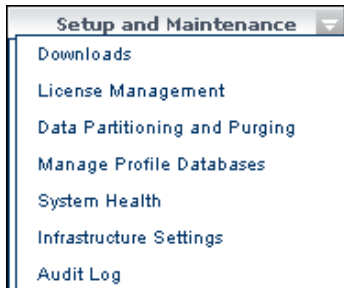 Setup and Maintenance
Downloads
License Management
Data Partitioning and Purging
Manage Profile Databases
System Health
Infrastructure Settings
Audit Log